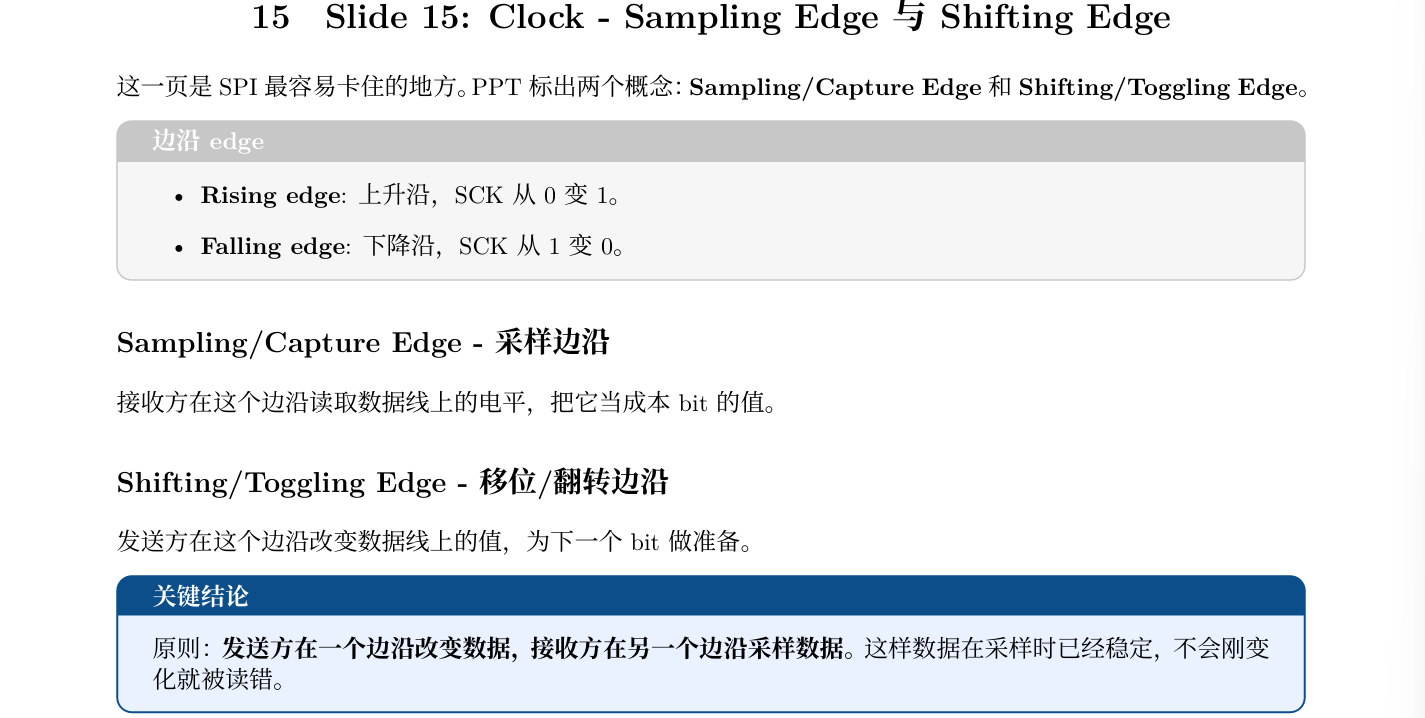 15 Slide 15: Clock - Sampling Edge 与 Shifting Edge
这一页是 SPI 最容易卡住的地方。PPT 标出两个概念：Sampling/Capture Edge 和 Shifting/Toggling Edge。
边沿 edge
• Rising edge: 上升沿，SCK 从 0 变 1。
• Falling edge: 下降沿，SCK 从 1 变 0。
Sampling/Capture Edge - 采样边沿
接收方在这个边沿读取数据线上的电平，把它当成本 bit 的值。
Shifting/Toggling Edge - 移位/翻转边沿
发送方在这个边沿改变数据线上的值，为下一个 bit 做准备。
关键结论
原则：发送方在一个边沿改变数据，接收方在另一个边沿采样数据。这样数据在采样时已经稳定，不会刚变
化就被读错。